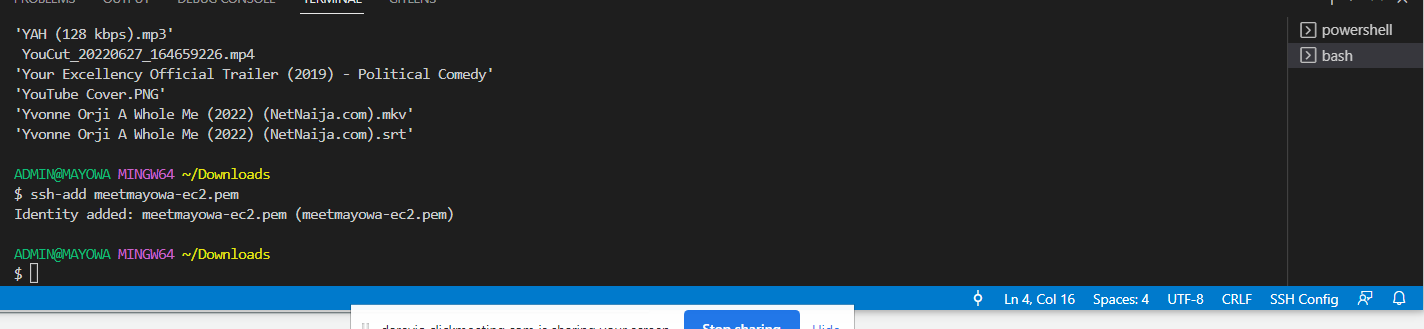 PROBLEMS OUTPUT DEBUG CONSOLE TERMINAL GITLENS
'YAH (128 kbps).mp3'
YouCut_20220627_164659226.mp4
'Your Excellency Official Trailer (2019) - Political Comedy'
'YouTube Cover.PNG'
'Yvonne Orji A Whole Me (2022) (NetNaija.com).mkv'
'Yvonne Orji A Whole Me (2022) (NetNaija.com).srt'
ADMIN@MAYOWA MINGW64 ~/Downloads
$ ssh-add meetmayowa-ec2.pem
Identity added: meetmayowa-ec2.pem (meetmayowa-ec2.pem)
ADMIN@MAYOWA MINGW64 ~/Downloads
$
powershell
bash
Ln 4, Col 16 Spaces: 4 UTF-8 CRLF SSH Config
is sharing your screen. Stop sharing Hide